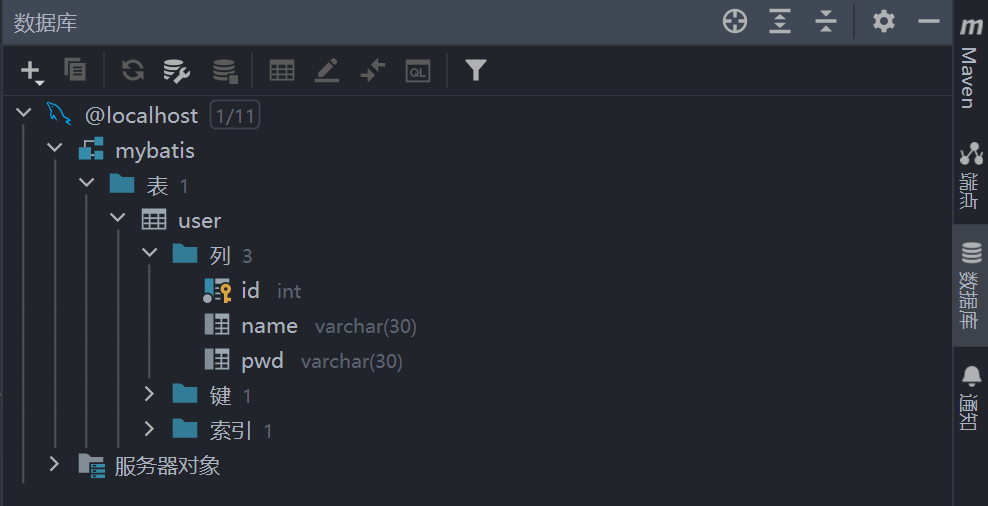 数据库
QL
@localhost 1/11
mybatis
表 1
user
列 3
id int
name varchar(30)
pwd varchar(30)
键 1
索引 1
服务器对象
m
Maven
端点
数据库
通知